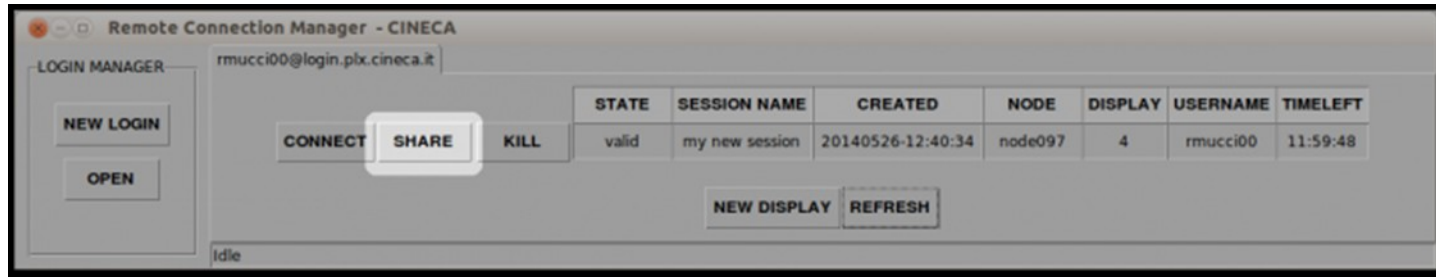 Remote Connection Manager - CINECA
LOGIN MANAGER
rmucci00@login.plx.cineca.it
NEW LOGIN
OPEN
STATE SESSION NAME CREATED NODE DISPLAY USERNAME TIMELEFT
CONNECT SHARE KILL valid my new session 20140526-12:40:34 node097 4 rmucci00 11:59:48
NEW DISPLAY REFRESH
Idle